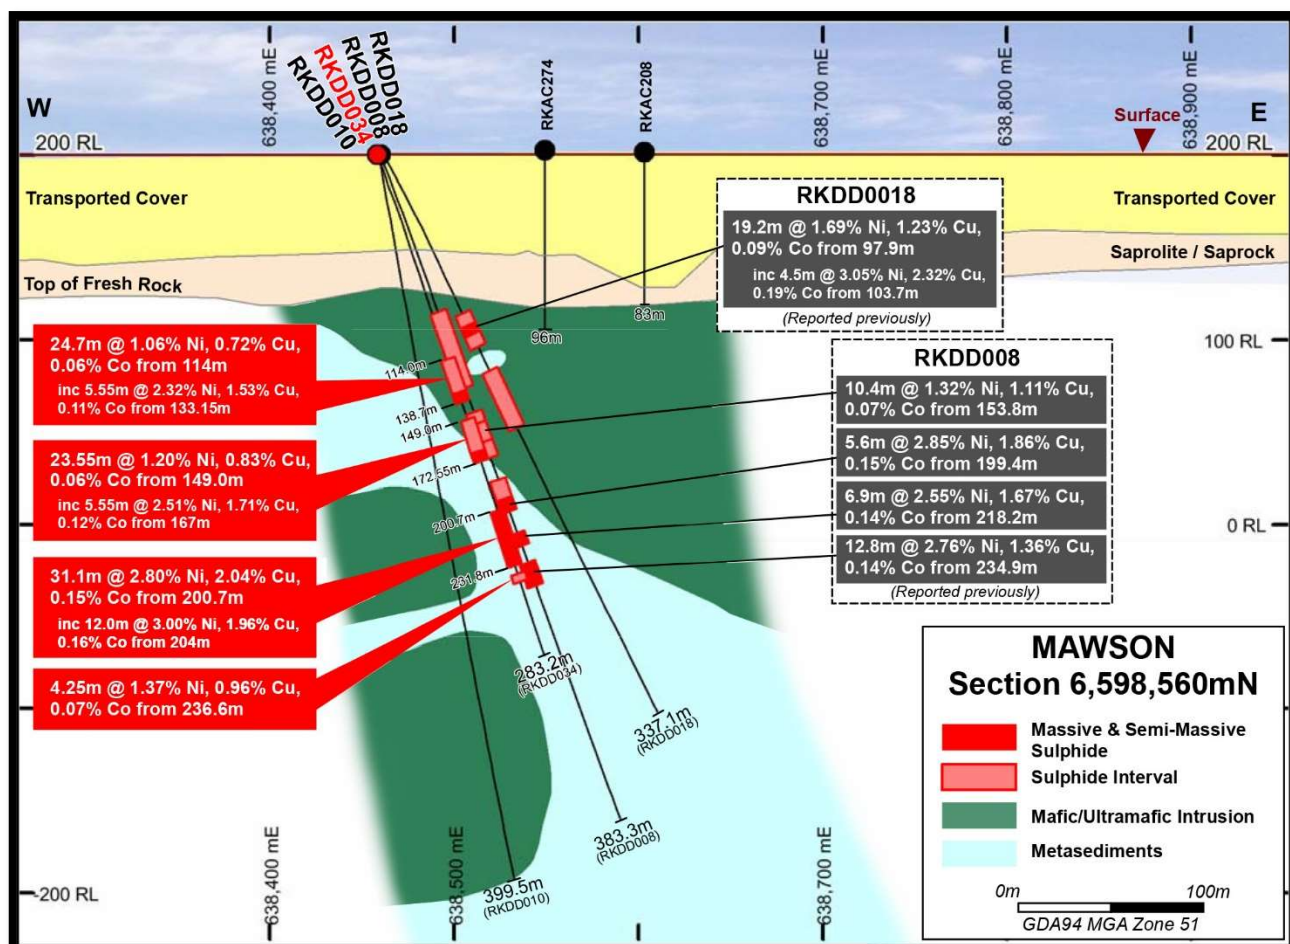 638,400 mE
638,700 mE
638,800 mE
638,900 mE
W
E
RKDD010
RKDD034
RKDD008
RKDD018
RKAC274
RKAC208
Surface
200 RL
200 RL
Transported Cover
Transported Cover
Saprolite / Saprock
Top of Fresh Rock
96m
83m
RKDD0018
19.2m @ 1.69% Ni, 1.23% Cu,
0.09% Co from 97.9m
inc 4.5m @ 3.05% Ni, 2.32% Cu,
0.19% Co from 103.7m
(Reported previously)
100 RL
24.7m @ 1.06% Ni, 0.72% Cu,
0.06% Co from 114m
inc 5.55m @ 2.32% Ni, 1.53% Cu,
0.11% Co from 133.15m
23.55m @ 1.20% Ni, 0.83% Cu,
0.06% Co from 149.0m
inc 5.55m @ 2.51% Ni, 1.71% Cu,
0.12% Co from 167m
31.1m @ 2.80% Ni, 2.04% Cu,
0.15% Co from 200.7m
inc 12.0m @ 3.00% Ni, 1.96% Cu,
0.16% Co from 204m
4.25m @ 1.37% Ni, 0.96% Cu,
0.07% Co from 236.6m
114.0m
138.7m
149.0m
172.55m
200.7m
231.8m
RKDD008
10.4m @ 1.32% Ni, 1.11% Cu,
0.07% Co from 153.8m
5.6m @ 2.85% Ni, 1.86% Cu,
0.15% Co from 199.4m
6.9m @ 2.55% Ni, 1.67% Cu,
0.14% Co from 218.2m
12.8m @ 2.76% Ni, 1.36% Cu,
0.14% Co from 234.9m
(Reported previously)
0 RL
283.2m
(RKDD034)
337.1m
(RKDD018)
383.3m
(RKDD008)
399.5m
(RKDD010)
-200 RL
638,400 mE
638,500 mE
638,700 mE
MAWSON
Section 6,598,560mN
Massive & Semi-Massive
Sulphide
Sulphide Interval
Mafic/Ultramafic Intrusion
Metasediments
0m
100m
GDA94 MGA Zone 51